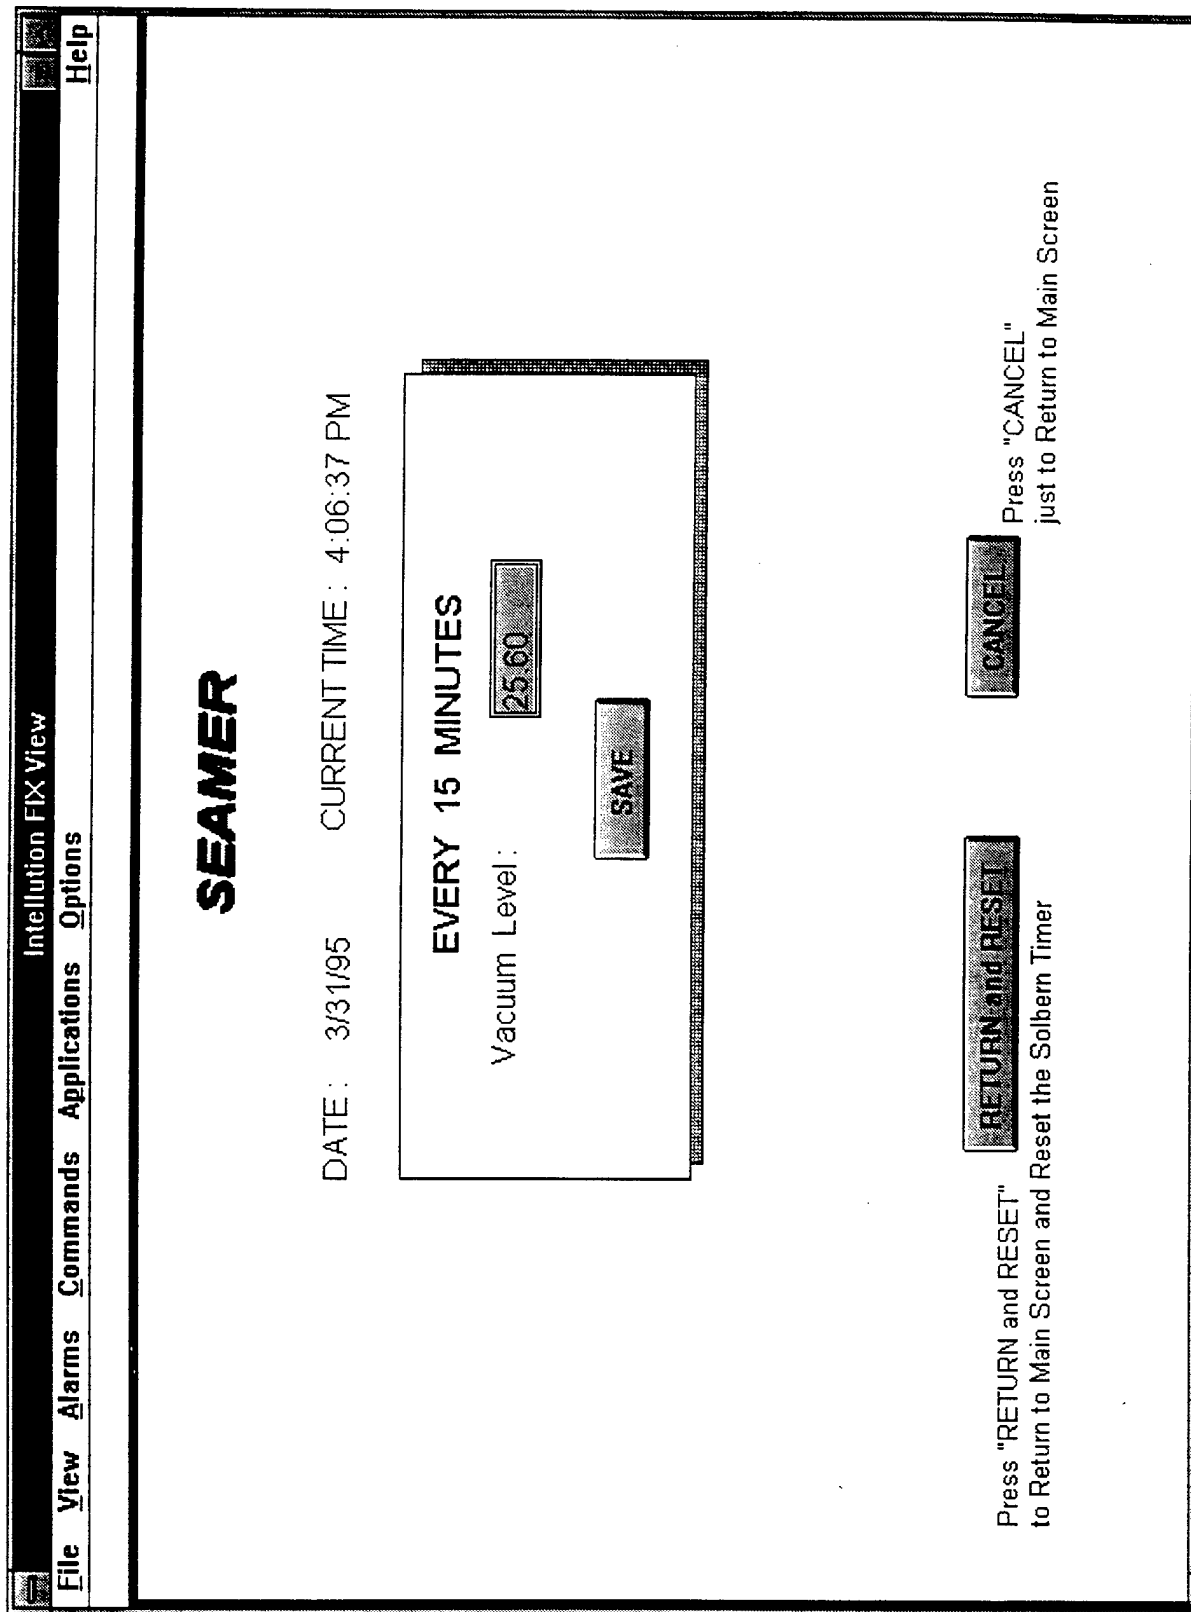 Intellution FIX View
File View Alarms Commands Applications Options Help
SEAMER
DATE : 3/31/95 CURRENT TIME : 4:06:37 PM
EVERY 15 MINUTES
Vacuum Level : 25.60
SAVE
RETURN and RESET CANCEL
Press "RETURN and RESET"
to Return to Main Screen and Reset the Solbern Timer
Press "CANCEL"
just to Return to Main Screen